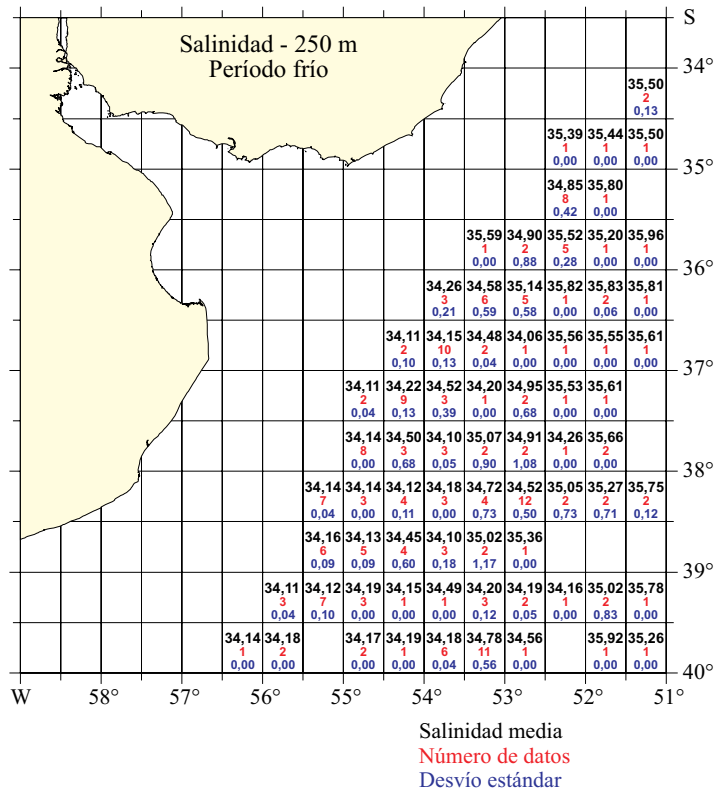 S
Salinidad - 250 m
Período frío
34°
35,50
2
0,13
35,39 35,44 35,50
1 1 1
0,00 0,00 0,00
35°
34,85 35,80
8 1
0,42 0,00
35,59 34,90 35,52 35,20 35,96
1 2 5 1 1
0,00 0,88 0,28 0,00 0,00
36°
34,26 34,58 35,14 35,82 35,83 35,81
3 6 5 1 2 1
0,21 0,59 0,58 0,00 0,06 0,00
34,11 34,15 34,48 34,06 35,56 35,55 35,61
2 10 2 1 1 1 1
0,10 0,13 0,04 0,00 0,00 0,00 0,00
37°
34,11 34,22 34,52 34,20 34,95 35,53 35,61
2 9 3 1 2 1 1
0,04 0,13 0,39 0,00 0,68 0,00 0,00
34,14 34,50 34,10 35,07 34,91 34,26 35,66
8 3 3 2 2 1 2
0,00 0,68 0,05 0,90 1,08 0,00 0,00
38°
34,14 34,14 34,12 34,18 34,72 34,52 35,05 35,27 35,75
7 3 4 3 4 12 2 2 2
0,04 0,00 0,11 0,00 0,73 0,50 0,73 0,71 0,12
34,16 34,13 34,45 34,10 35,02 35,36
6 5 4 3 2 1
0,09 0,09 0,60 0,18 1,17 0,00
39°
34,11 34,12 34,19 34,15 34,49 34,20 34,19 34,16 35,02 35,78
3 7 3 1 1 3 2 1 2 1
0,04 0,10 0,00 0,00 0,00 0,12 0,05 0,00 0,83 0,00
34,14 34,18 34,17 34,19 34,18 34,78 34,56 35,92 35,26
1 2 2 1 6 11 1 1 1
0,00 0,00 0,00 0,00 0,04 0,56 0,00 0,00 0,00
40°
W 58° 57° 56° 55° 54° 53° 52° 51°
Salinidad media
Número de datos
Desvío estándar